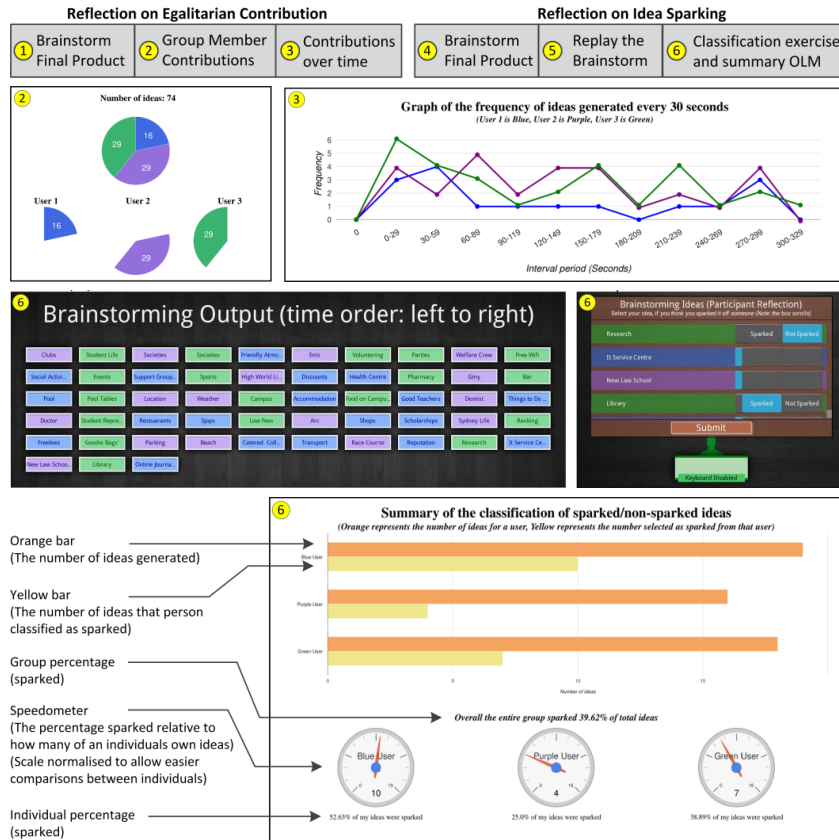 Reflection on Egalitarian Contribution
Reflection on Idea Sparking
1 Brainstorm Final Product
2 Group Member Contributions
3 Contributions over time
4 Brainstorm Final Product
5 Replay the Brainstorm
6 Classification exercise and summary OLM
2
Number of ideas: 74
29
16
29
User 1
User 2
User 3
16
29
29
3
Graph of the frequency of ideas generated every 30 seconds
(User 1 is Blue, User 2 is Purple, User 3 is Green)
Frequency
6
5
4
3
2
1
0
0
0-29
30-59
60-89
90-119
120-149
150-179
180-209
210-239
240-269
270-299
300-329
Interval period (Seconds)
6
Brainstorming Output (time order: left to right)
Clubs
Student Life
Societies
Societies
Friendly Atmo...
Ents
Voluntering
Parties
Welfare Crew
Free Wifi
Social Activi...
Events
Support Group...
Sports
High World Li...
Discounts
Health Centre
Pharmacy
Gmy
Bar
Pool
Pool Tables
Location
Weather
Campus
Accommodation
Food on Campu...
Good Teachers
Dentist
Things to Do ...
Doctor
Student Repre...
Restuarants
Sjops
Low Fees
Arc
Shops
Scholarships
Sydney Life
Ranking
Freebies
Goodie Bags'
Parking
Beach
Catered Coll...
Transport
Race Course
Reputation
Research
It Service Ce...
New Law Schoo...
Library
Online Journa...
6
Brainstorming Ideas (Participant Reflection)
Select your idea, if you think you sparked it off someone (Note: the box scrolls)
Research
Sparked
Not Sparked
It Service Centre
New Law School
Library
Sparked
Not Sparked
Submit
Keyboard Disabled
6
Summary of the classification of sparked/non-sparked ideas
(Orange represents the number of ideas for a user, Yellow represents the number selected as sparked from that user)
Orange bar
(The number of ideas generated)
Yellow bar
(The number of ideas that person
classified as sparked)
Group percentage
(sparked)
Speedometer
(The percentage sparked relative to
how many of an individuals own ideas)
(Scale normalised to allow easier
comparisons between individuals)
Individual percentage
(sparked)
Blue User
Purple User
Green User
0
5
10
15
Number of ideas
Overall the entire group sparked 39.62% of total ideas
Blue User
10
52.63% of my ideas were sparked
Purple User
4
25.0% of my ideas were sparked
Green User
7
38.89% of my ideas were sparked